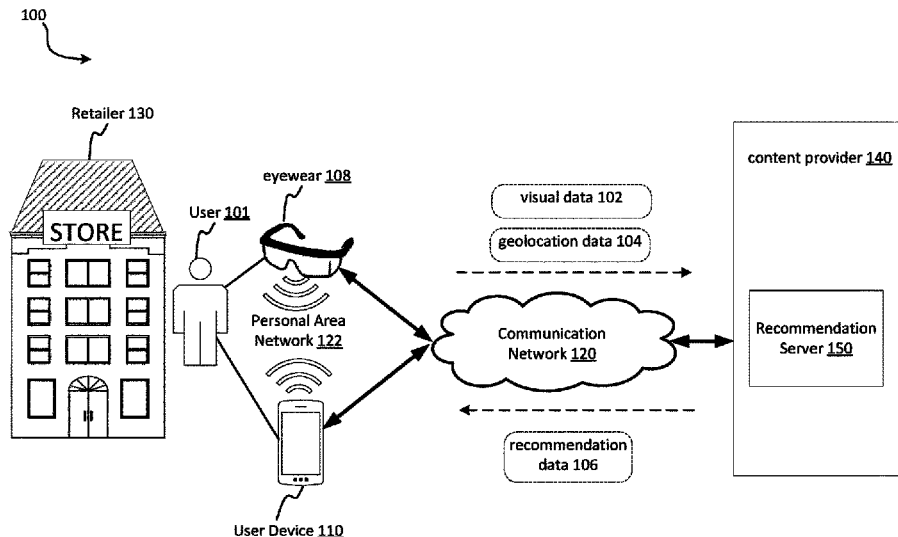 100
Retailer 130
STORE
User 101
eyewear 108
Personal Area
Network 122
User Device 110
visual data 102
geolocation data 104
Communication
Network 120
recommendation
data 106
content provider 140
Recommendation
Server 150